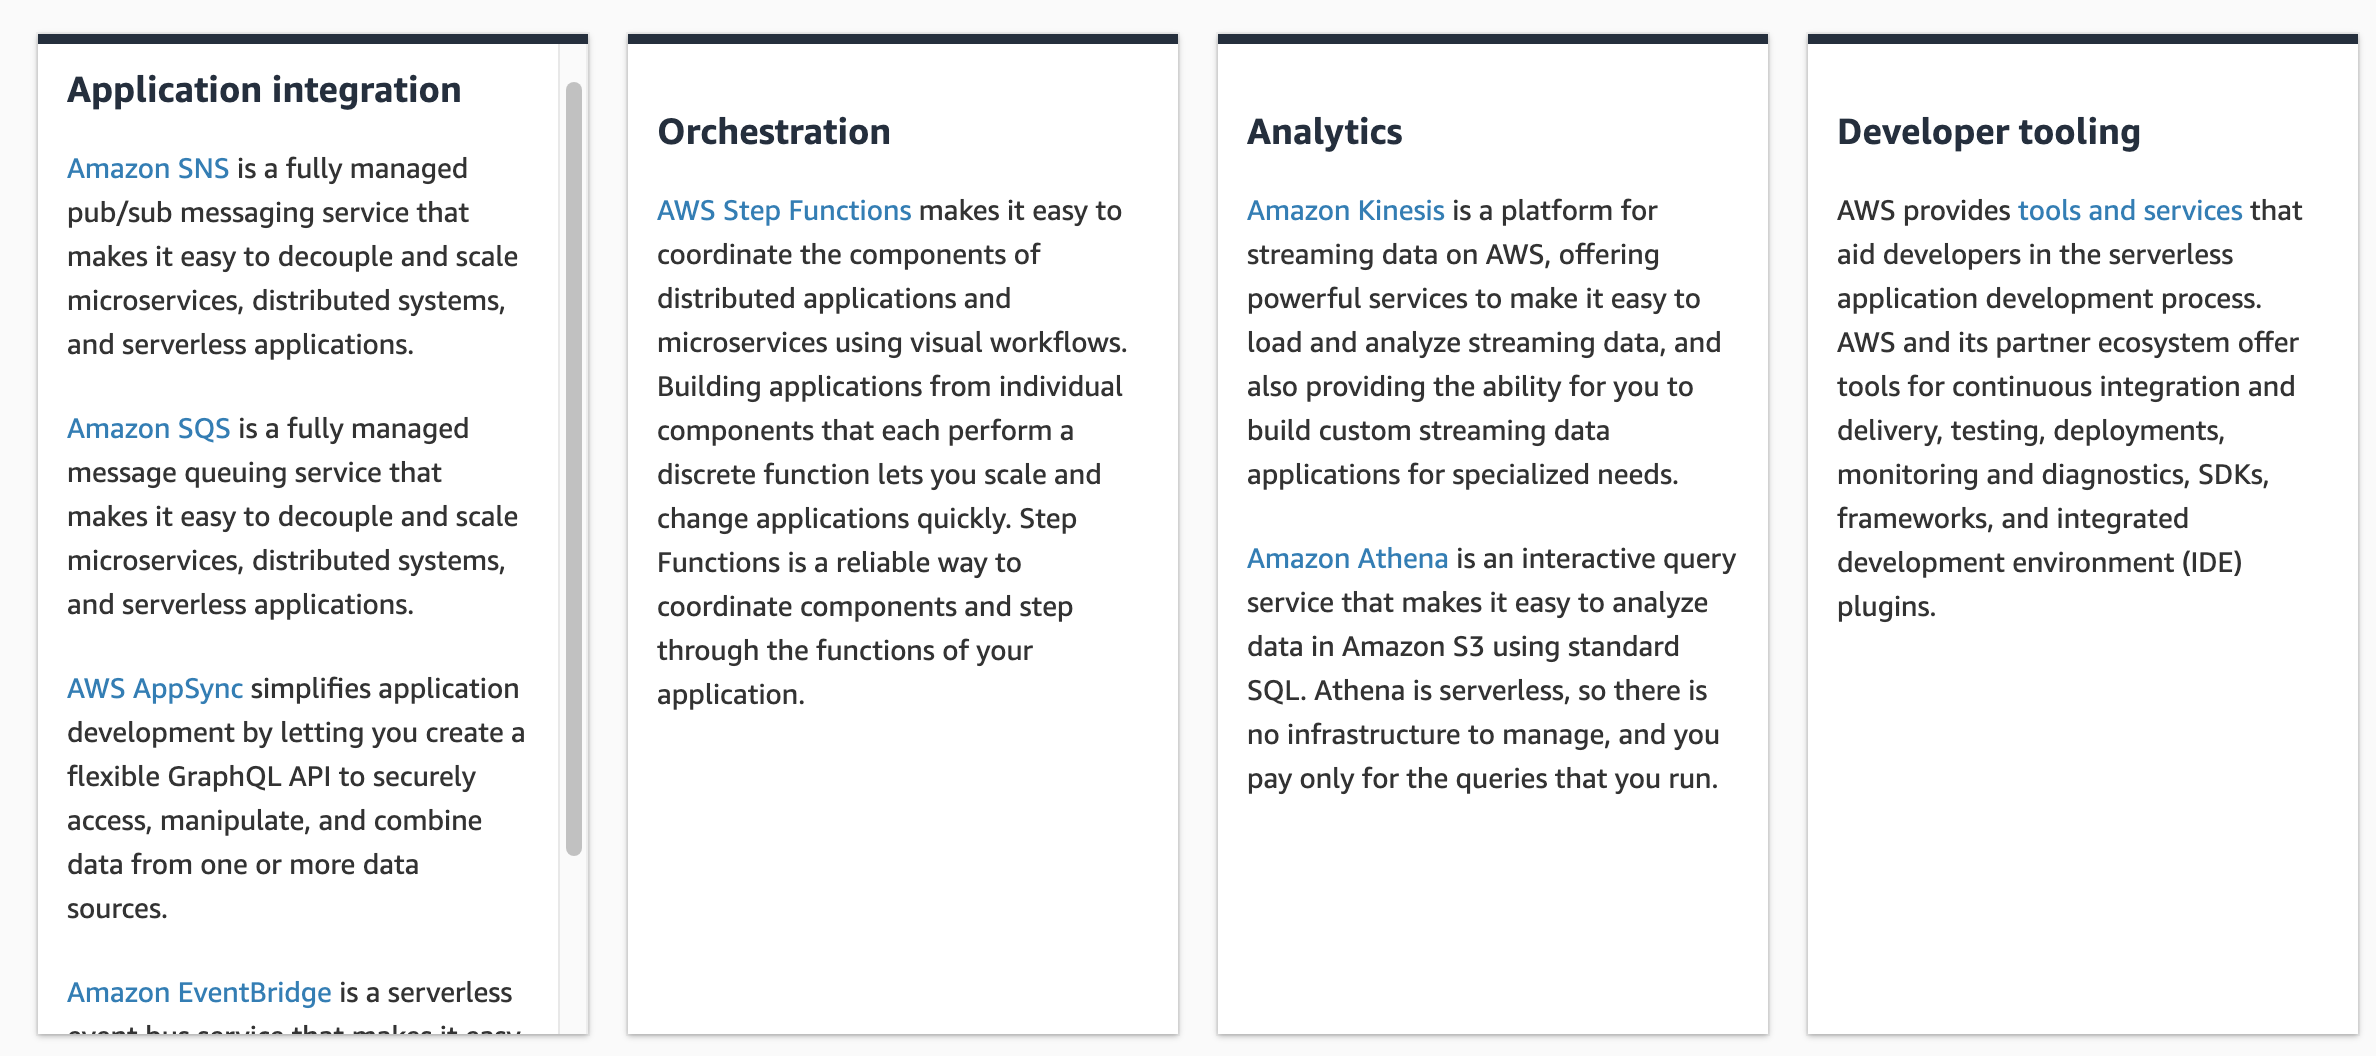 Application integration
Amazon SNS is a fully managed
pub/sub messaging service that
makes it easy to decouple and scale
microservices, distributed systems,
and serverless applications.
Amazon SQS is a fully managed
message queuing service that
makes it easy to decouple and scale
microservices, distributed systems,
and serverless applications.
AWS AppSync simplifies application
development by letting you create a
flexible GraphQL API to securely
access, manipulate, and combine
data from one or more data
sources.
Amazon EventBridge is a serverless
event bus service that makes it easy
Orchestration
AWS Step Functions makes it easy to
coordinate the components of
distributed applications and
microservices using visual workflows.
Building applications from individual
components that each perform a
discrete function lets you scale and
change applications quickly. Step
Functions is a reliable way to
coordinate components and step
through the functions of your
application.
Analytics
Amazon Kinesis is a platform for
streaming data on AWS, offering
powerful services to make it easy to
load and analyze streaming data, and
also providing the ability for you to
build custom streaming data
applications for specialized needs.
Amazon Athena is an interactive query
service that makes it easy to analyze
data in Amazon S3 using standard
SQL. Athena is serverless, so there is
no infrastructure to manage, and you
pay only for the queries that you run.
Developer tooling
AWS provides tools and services that
aid developers in the serverless
application development process.
AWS and its partner ecosystem offer
tools for continuous integration and
delivery, testing, deployments,
monitoring and diagnostics, SDKs,
frameworks, and integrated
development environment (IDE)
plugins.